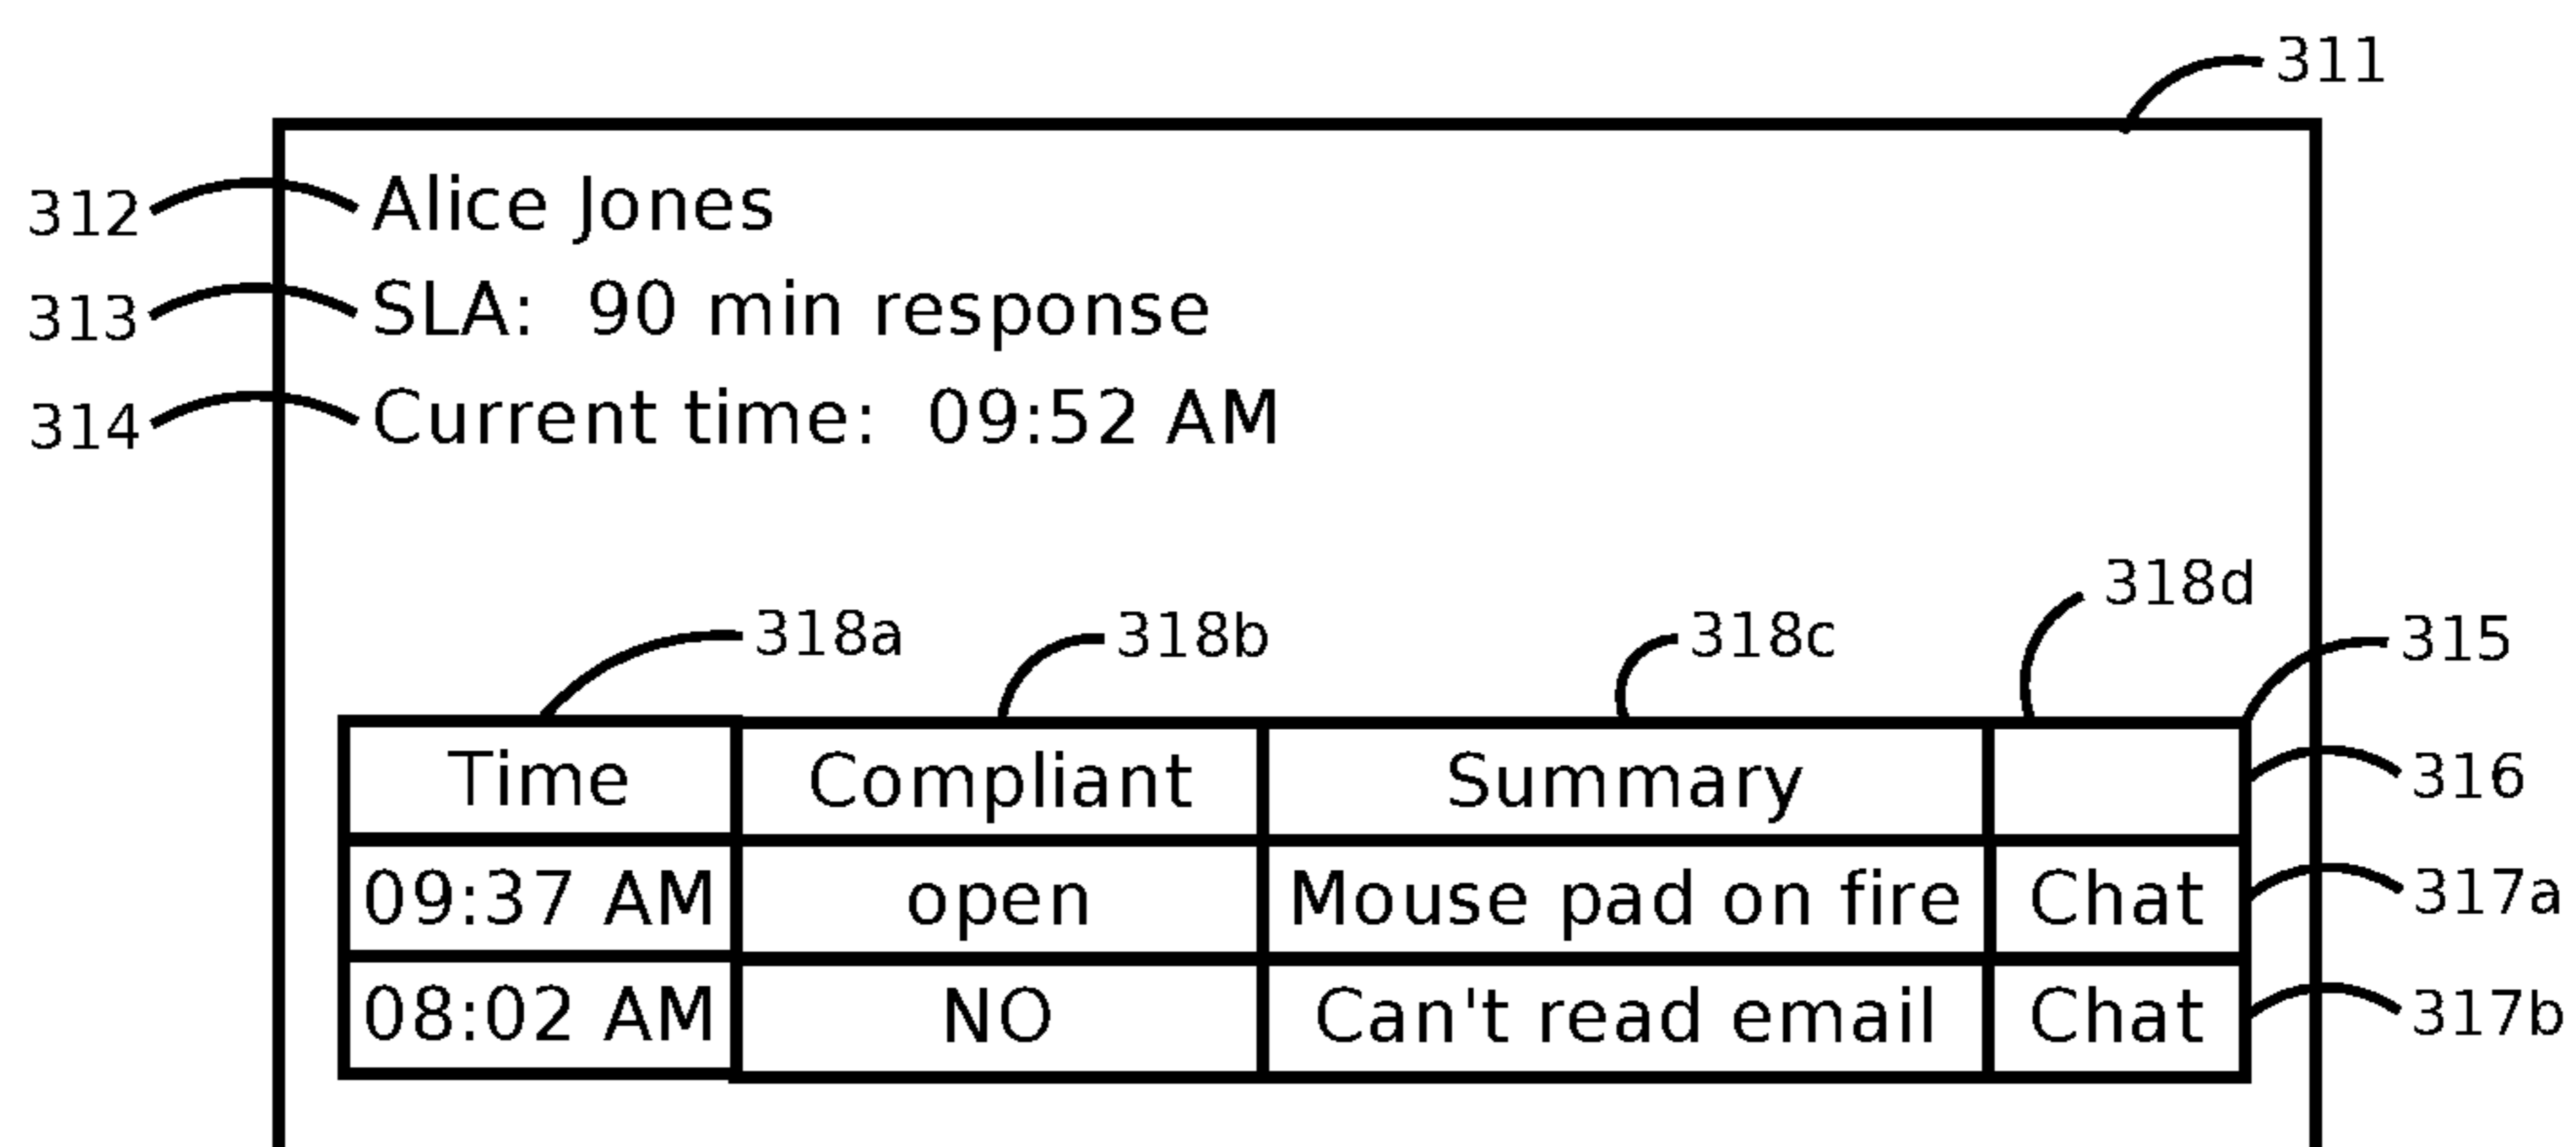 311
312 Alice Jones
313 SLA: 90 min response
314 Current time: 09:52 AM
318a 318b 318c 318d 315
Time Compliant Summary 316
09:37 AM open Mouse pad on fire Chat 317a
08:02 AM NO Can't read email Chat 317b